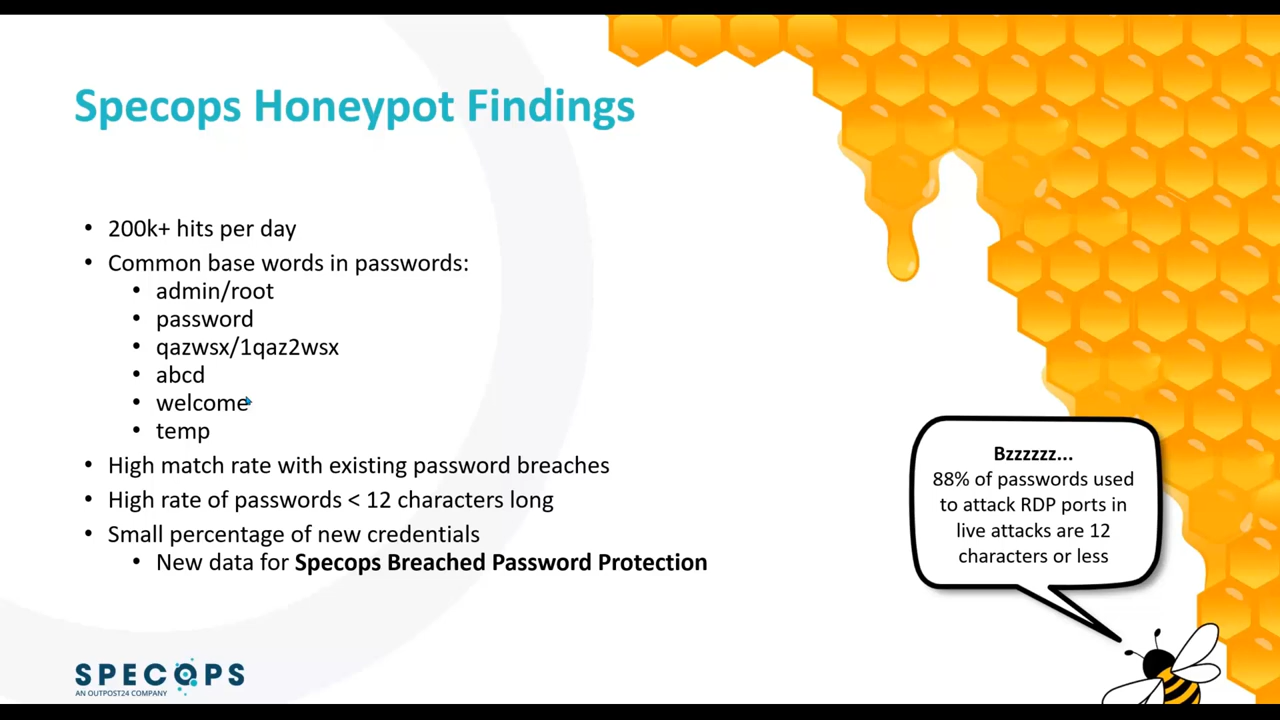 Specops Honeypot Findings
• 200k+ hits per day
• Common base words in passwords:
• admin/root
• password
• qazwsx/1qaz2wsx
• abcd
• welcome
• temp
• High match rate with existing password breaches
• High rate of passwords < 12 characters long
• Small percentage of new credentials
• New data for Specops Breached Password Protection
Bzzzzzz...
88% of passwords used
to attack RDP ports in
live attacks are 12
characters or less
SPECOPS
AN OUTPOST24 COMPANY